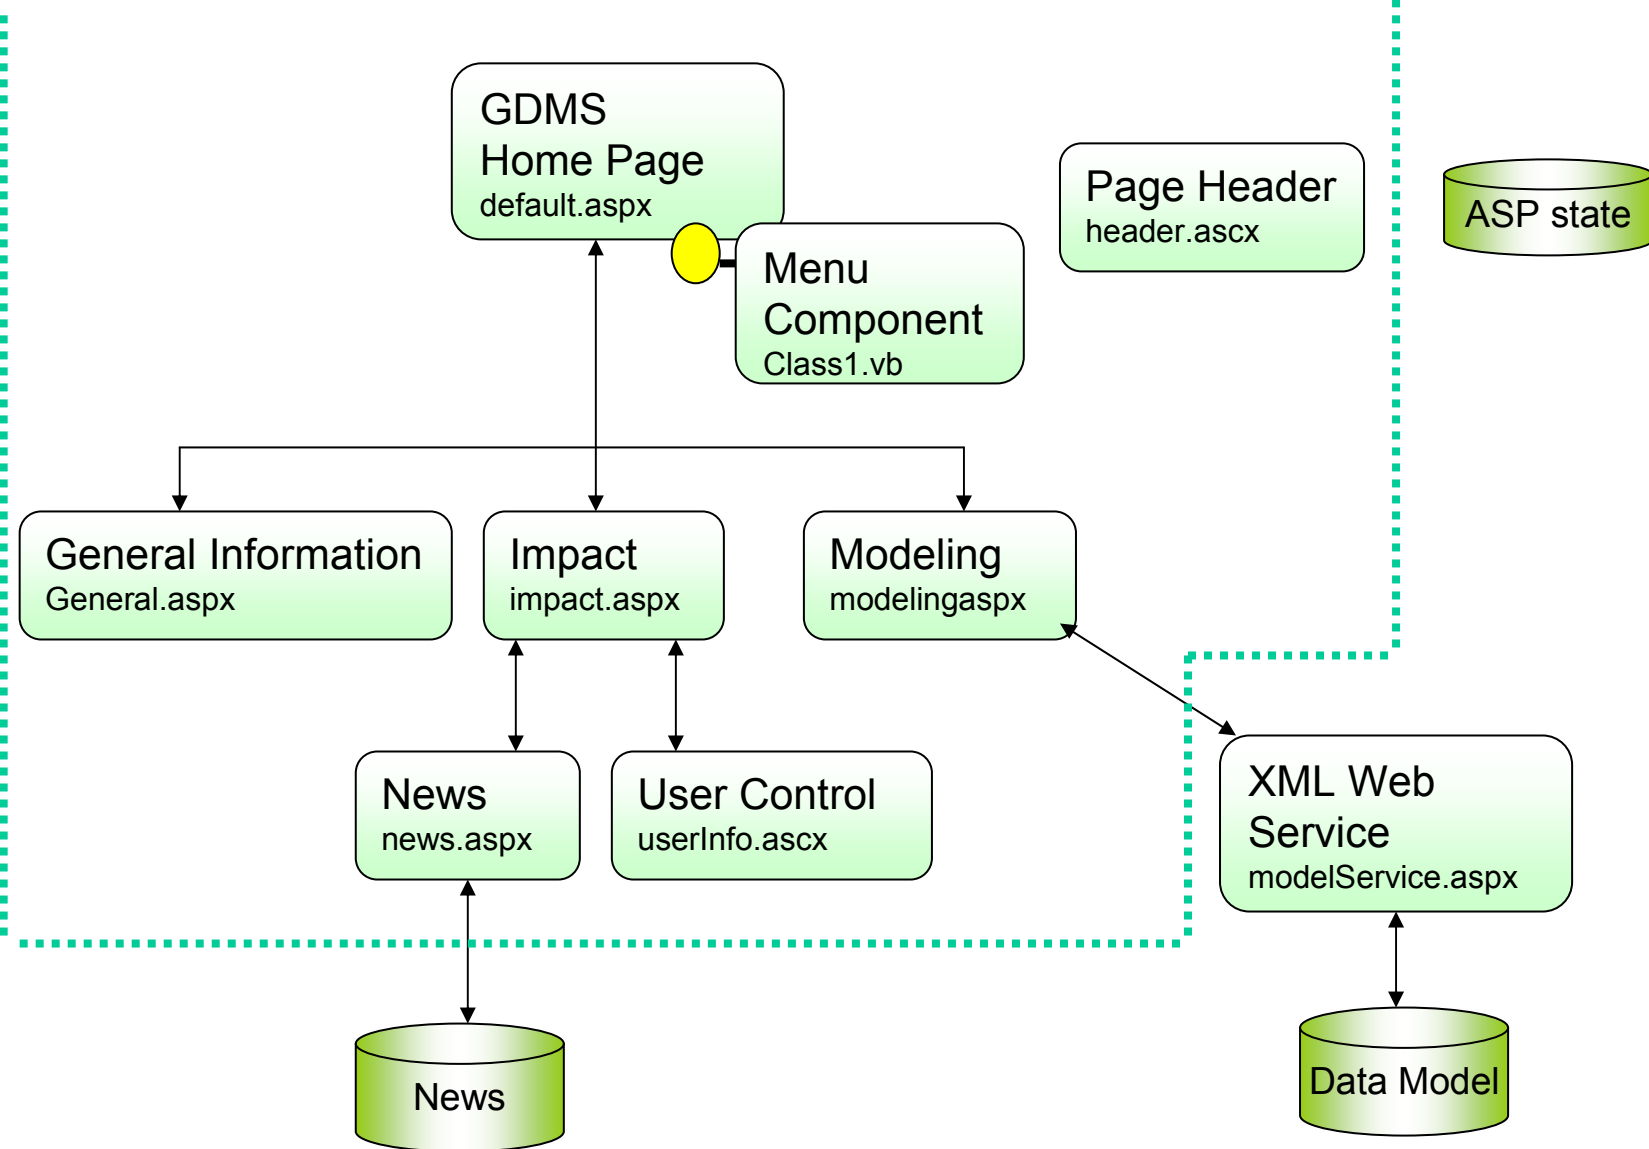 GDMS
Home Page
default.aspx
Page Header
header.ascx
ASP state
Menu
Component
Class1.vb
General Information
General.aspx
Impact
impact.aspx
Modeling
modelingaspx
News
news.aspx
User Control
userInfo.ascx
XML Web
Service
modelService.aspx
News
Data Model